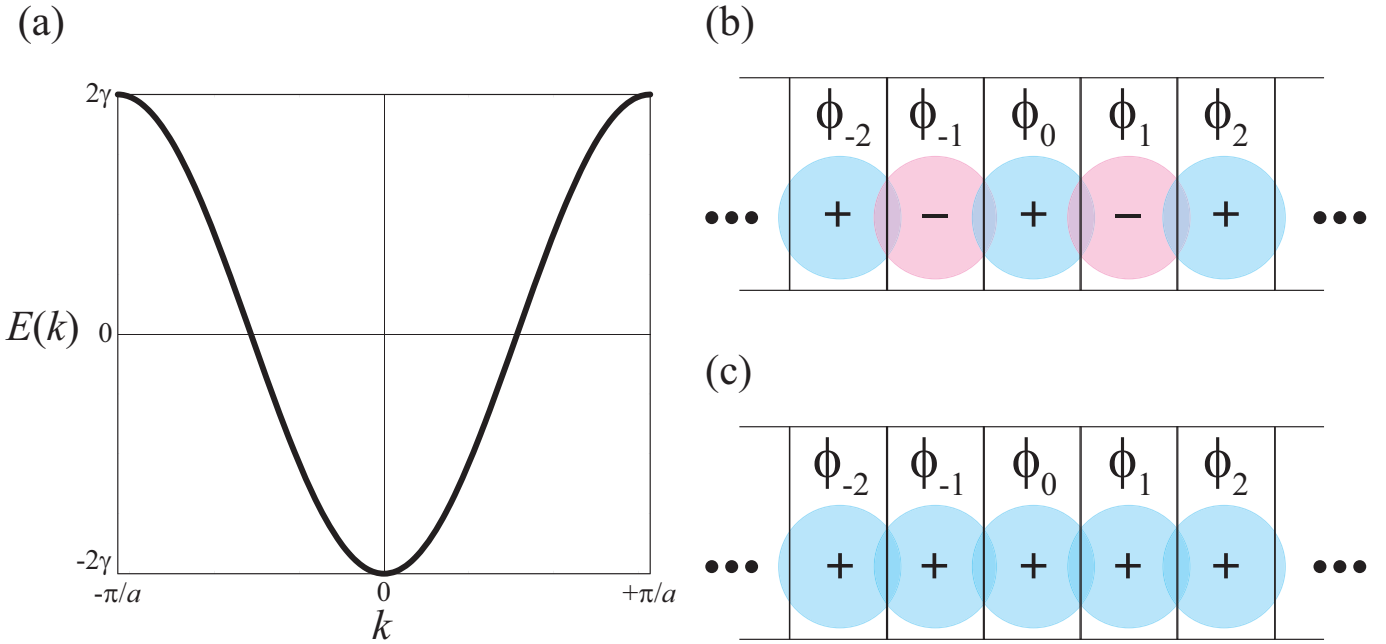 (a)
2γ
E(k)
0
-2γ
-π/a
0
+π/a
k
(b)
ϕ-2 ϕ-1 ϕ0 ϕ1 ϕ2
••• + − + − + •••
(c)
ϕ-2 ϕ-1 ϕ0 ϕ1 ϕ2
••• + + + + + •••